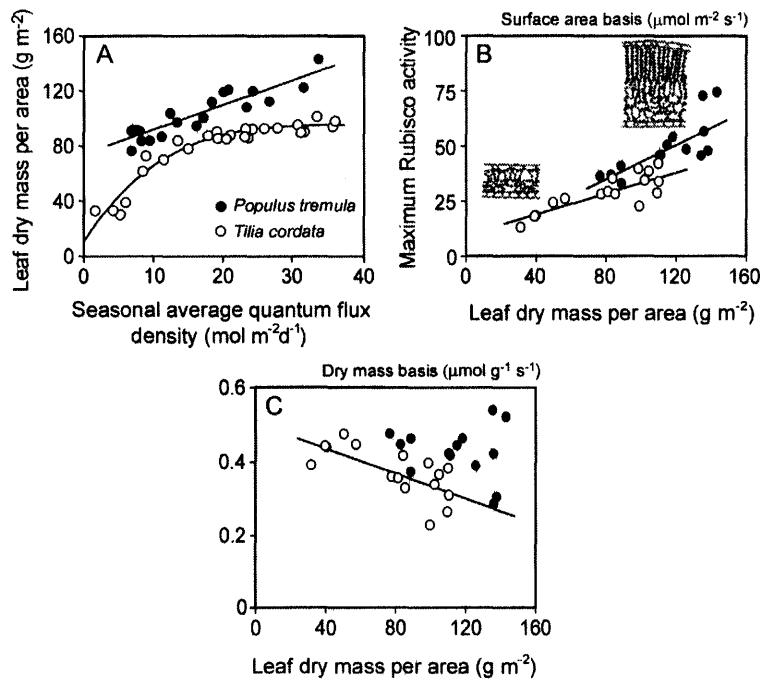 Surface area basis (μmol m⁻² s⁻¹)
A
160
120
80
40
0
Leaf dry mass per area (g m⁻²)
Populus tremula
Tilia cordata
0 10 20 30 40
Seasonal average quantum flux
density (mol m⁻²d⁻¹)
B
100
75
50
25
0
Maximum Rubisco activity
0 40 80 120 160
Leaf dry mass per area (g m⁻²)
Dry mass basis (μmol g⁻¹ s⁻¹)
C
0.6
0.4
0.2
0
0 40 80 120 160
Leaf dry mass per area (g m⁻²)